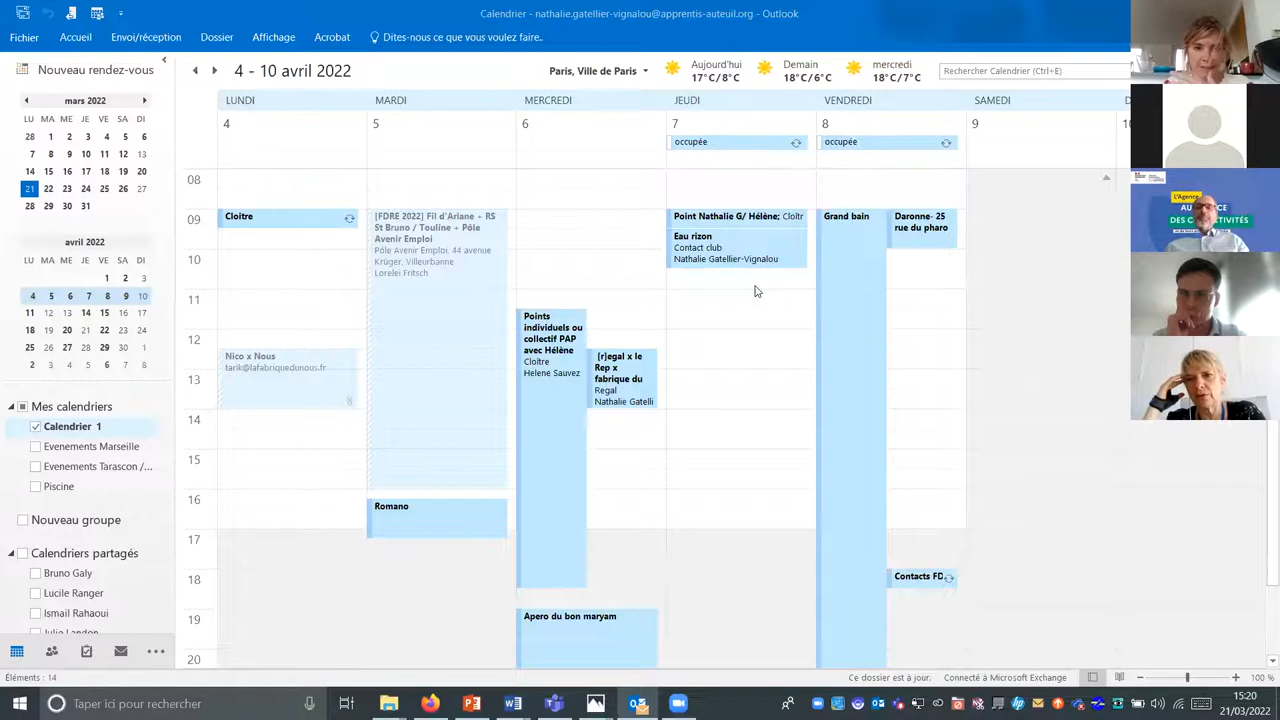 Calendrier - nathalie.gatellier-vignalou@apprentis-auteuil.org - Outlook
Fichier Accueil Envoi/réception Dossier Affichage Acrobat Dites-nous ce que vous voulez faire..
Nouveau rendez-vous
4 - 10 avril 2022
Paris, Ville de Paris
Aujourd'hui
17°C/8°C
Demain
18°C/6°C
mercredi
18°C/7°C
Rechercher Calendrier (Ctrl+E)
mars 2022
LU MA ME JE VE SA DI
28 1 2 3 4 5 6
7 8 9 10 11 12 13
14 15 16 17 18 19 20
21 22 23 24 25 26 27
28 29 30 31
avril 2022
LU MA ME JE VE SA DI
1 2 3
4 5 6 7 8 9 10
11 12 13 14 15 16 17
18 19 20 21 22 23 24
25 26 27 28 29 30 1
2 3 4 5 6 7 8
Mes calendriers
Calendrier 1
Evenements Marseille
Evenements Tarascon /...
Piscine
Nouveau groupe
Calendriers partagés
Bruno Galy
Lucile Ranger
Ismail Rahaoui
LUNDI MARDI MERCREDI JEUDI VENDREDI SAMEDI D
4 5 6 7 8 9 10
occupée
occupée
08
09
10
11
12
13
14
15
16
17
18
19
20
Cloitre
Nico x Nous
tarik@lafabriquedunous.fr
[FDRE 2022] Fil d'Ariane + RS
St Bruno / Touline + Pôle
Avenir Emploi
Pôle Avenir Emploi. 44 avenue
Krüger, Villeurbanne
Lorelei Fritsch
Romano
Points
individuels ou
collectif PAP
avec Hélène
Cloître
Helene Sauvez
[r]egal x le
Rep x
fabrique du
Regal
Nathalie Gatelli
Apero du bon maryam
Point Nathalie G/ Hélène; Cloîtr
Eau rizon
Contact club
Nathalie Gatellier-Vignalou
Grand bain
Daronne- 25
rue du pharo
Contacts FD
L'Agence
DES
Éléments : 14
Ce dossier est à jour. Connecté à Microsoft Exchange
100 %
Taper ici pour rechercher
15:20
21/03/2022